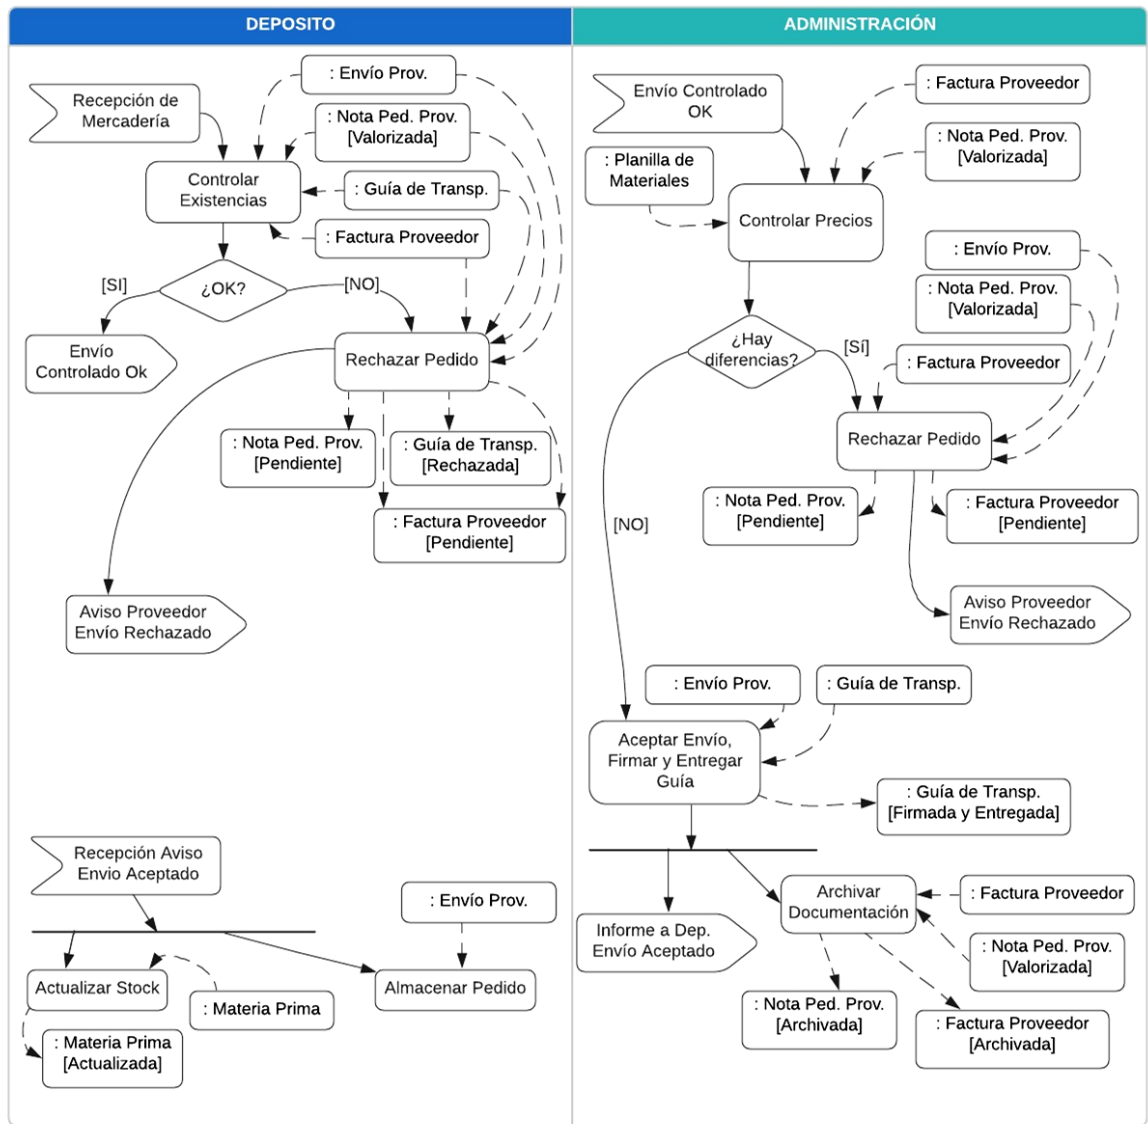 DEPOSITO
Recepción de
Mercadería
: Envío Prov.
: Nota Ped. Prov.
[Valorizada]
: Guía de Transp.
: Factura Proveedor
Controlar
Existencias
¿OK?
[SI]
[NO]
Envío
Controlado Ok
Rechazar Pedido
: Nota Ped. Prov.
[Pendiente]
: Guía de Transp.
[Rechazada]
: Factura Proveedor
[Pendiente]
Aviso Proveedor
Envío Rechazado
Recepción Aviso
Envio Aceptado
: Envío Prov.
Actualizar Stock
: Materia Prima
Almacenar Pedido
: Materia Prima
[Actualizada]
ADMINISTRACIÓN
Envío Controlado
OK
: Factura Proveedor
: Nota Ped. Prov.
[Valorizada]
: Planilla de
Materiales
Controlar Precios
: Envío Prov.
: Nota Ped. Prov.
[Valorizada]
¿Hay
diferencias?
[Sí]
: Factura Proveedor
Rechazar Pedido
[NO]
: Nota Ped. Prov.
[Pendiente]
: Factura Proveedor
[Pendiente]
Aviso Proveedor
Envío Rechazado
: Envío Prov.
: Guía de Transp.
Aceptar Envío,
Firmar y Entregar
Guía
: Guía de Transp.
[Firmada y Entregada]
Informe a Dep.
Envío Aceptado
Archivar
Documentación
: Factura Proveedor
: Nota Ped. Prov.
[Valorizada]
: Nota Ped. Prov.
[Archivada]
: Factura Proveedor
[Archivada]